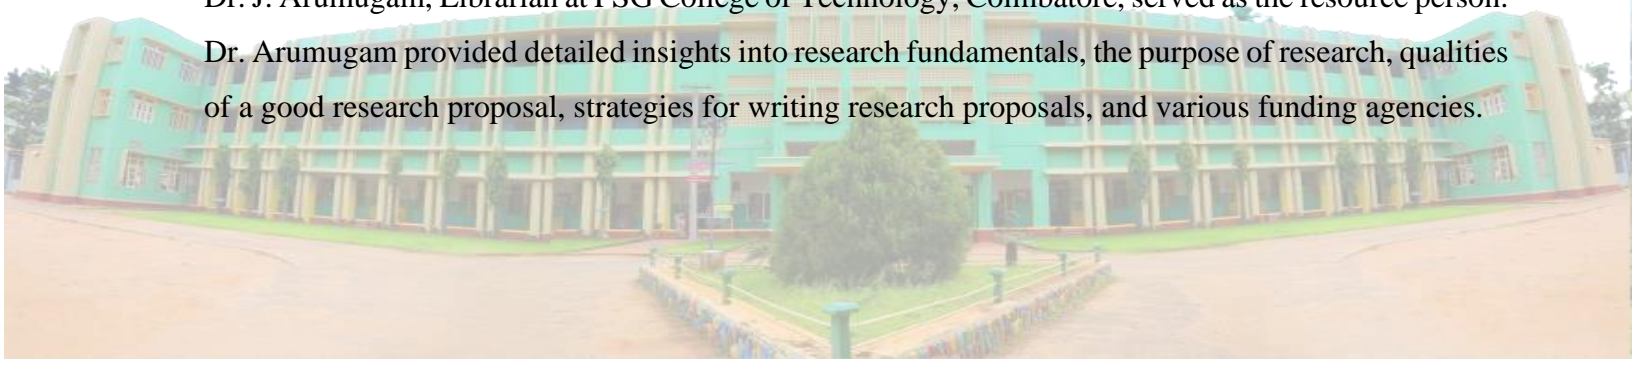 Dr. J. Arumugam, Librarian at PSG College of Technology, Coimbatore, served as the resource person.
Dr. Arumugam provided detailed insights into research fundamentals, the purpose of research, qualities
of a good research proposal, strategies for writing research proposals, and various funding agencies.